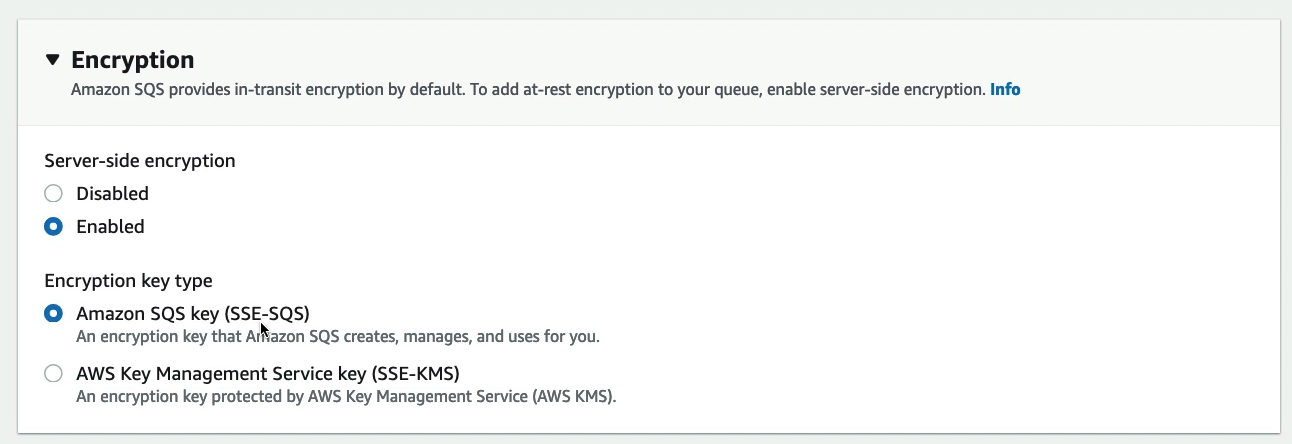 Encryption
Amazon SQS provides in-transit encryption by default. To add at-rest encryption to your queue, enable server-side encryption. Info
Server-side encryption
Disabled
Enabled
Encryption key type
Amazon SQS key (SSE-SQS)
An encryption key that Amazon SQS creates, manages, and uses for you.
AWS Key Management Service key (SSE-KMS)
An encryption key protected by AWS Key Management Service (AWS KMS).